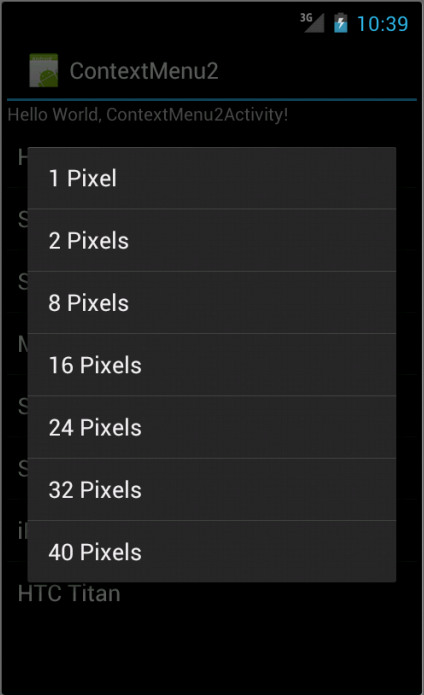 3G 10:39
ContextMenu2
Hello World, ContextMenu2Activity!
1 Pixel
2 Pixels
8 Pixels
16 Pixels
24 Pixels
32 Pixels
40 Pixels
HTC Titan